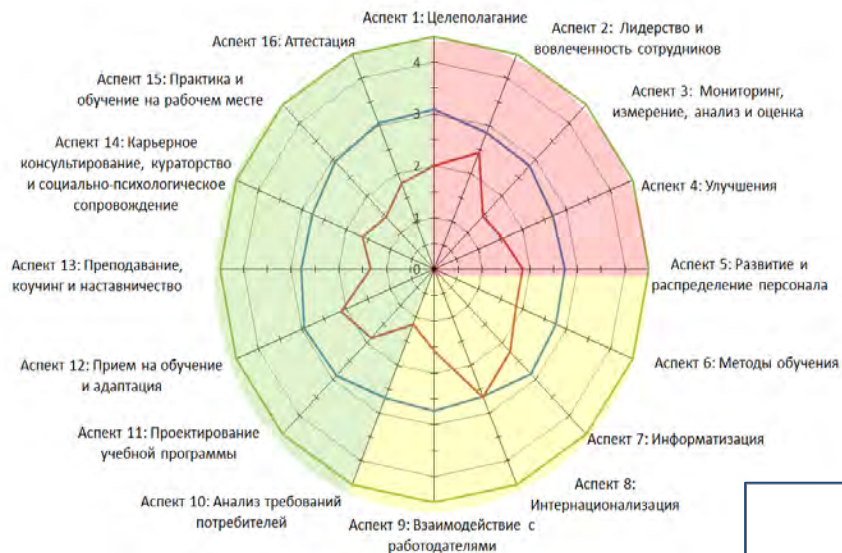 Аспект 1: Целеполагание
Аспект 2: Лидерство и
вовлеченность сотрудников
Аспект 3: Мониторинг,
измерение, анализ и оценка
Аспект 4: Улучшения
Аспект 5: Развитие и
распределение персонала
Аспект 6: Методы обучения
Аспект 7: Информатизация
Аспект 8:
Интернационализация
Аспект 9: Взаимодействие с
работодателями
Аспект 10: Анализ требований
потребителей
Аспект 11: Проектирование
учебной программы
Аспект 12: Прием на обучение
и адаптация
Аспект 13: Преподавание,
коучинг и наставничество
Аспект 14: Карьерное
консультирование, кураторство
и социально-психологическое
сопровождение
Аспект 15: Практика и
обучение на рабочем месте
Аспект 16: Аттестация
4
3
2
1
0